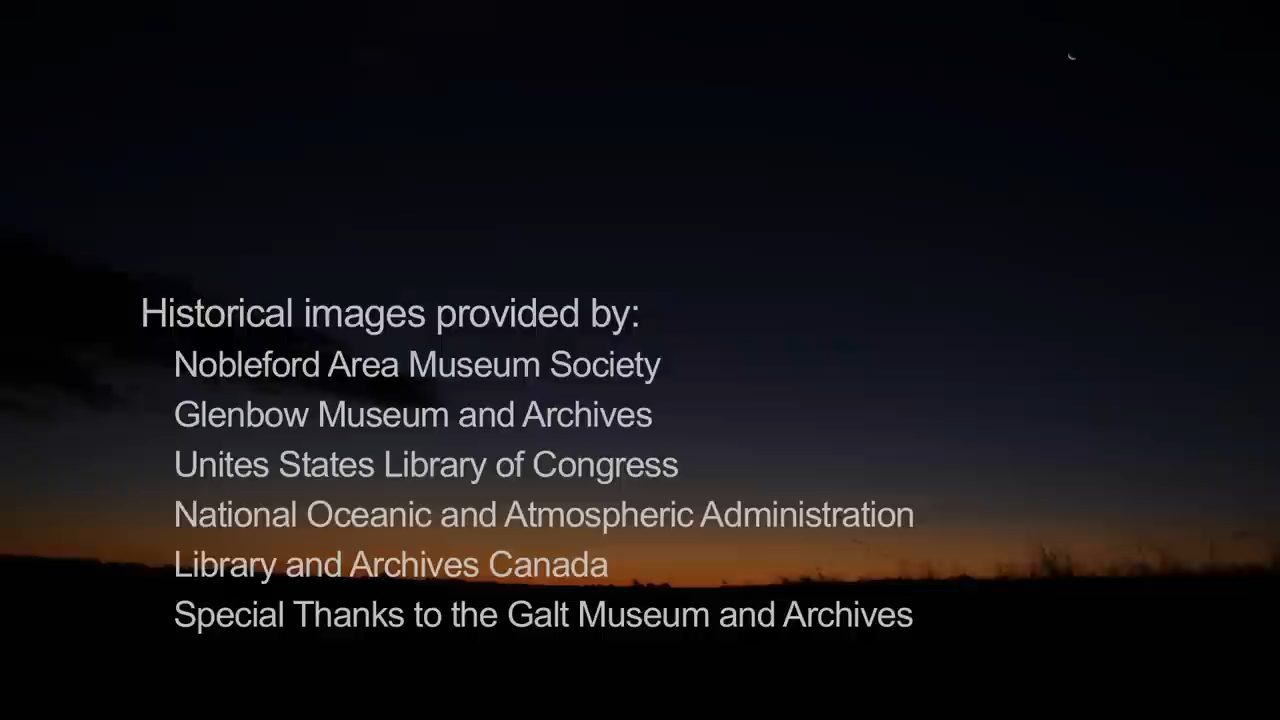 Historical images provided by:
Nobleford Area Museum Society
Glenbow Museum and Archives
Unites States Library of Congress
National Oceanic and Atmospheric Administration
Library and Archives Canada
Special Thanks to the Galt Museum and Archives